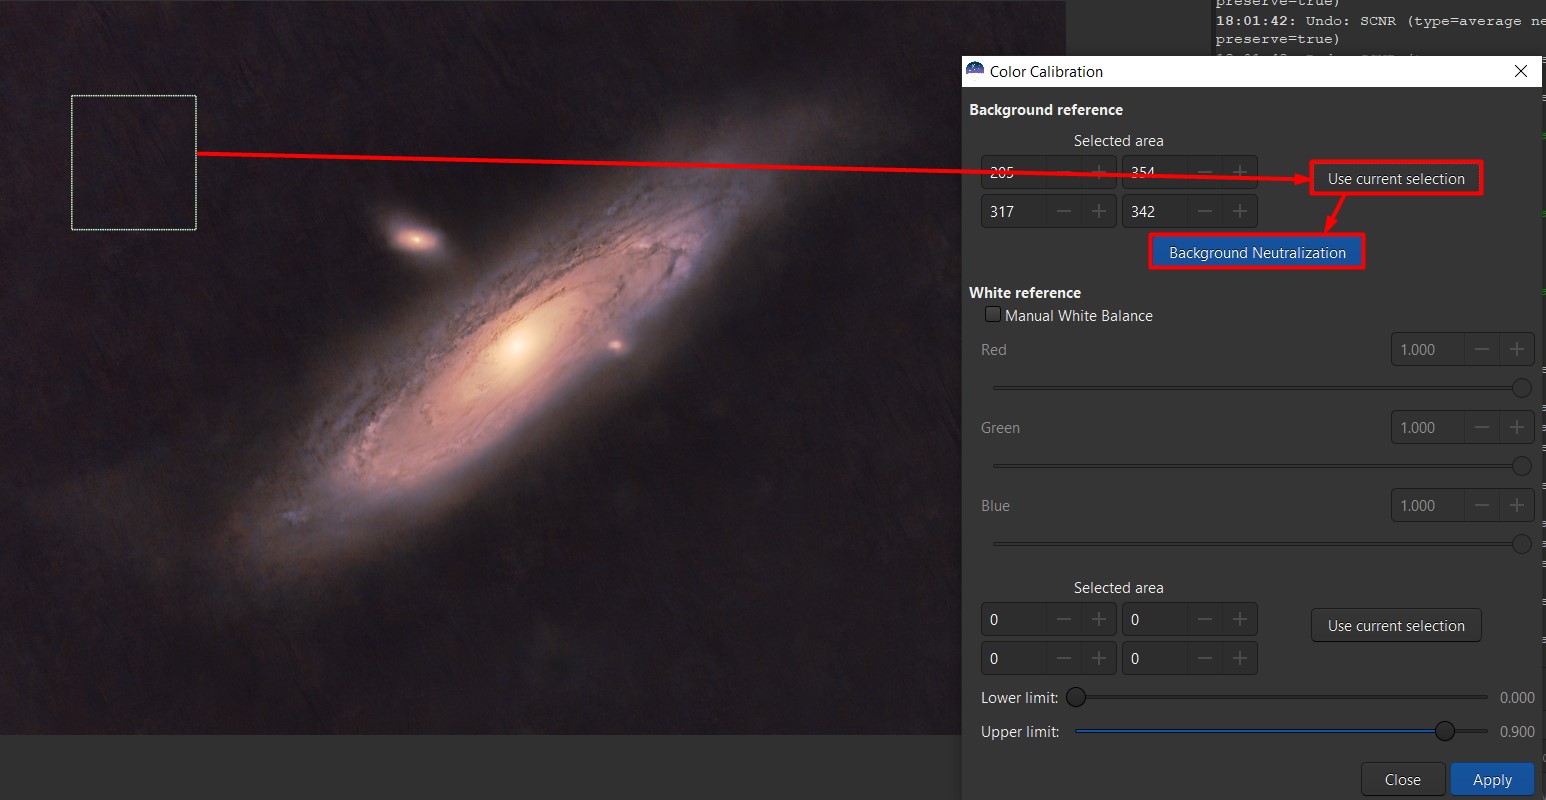 preserve=true)
18:01:42: Undo: SCNR (type=average ne
preserve=true)
Color Calibration
Background reference
Selected area
205 354
Use current selection
317 342
Background Neutralization
White reference
Manual White Balance
Red 1.000
Green 1.000
Blue 1.000
Selected area
0 0
Use current selection
0 0
Lower limit: 0.000
Upper limit: 0.900
Close Apply